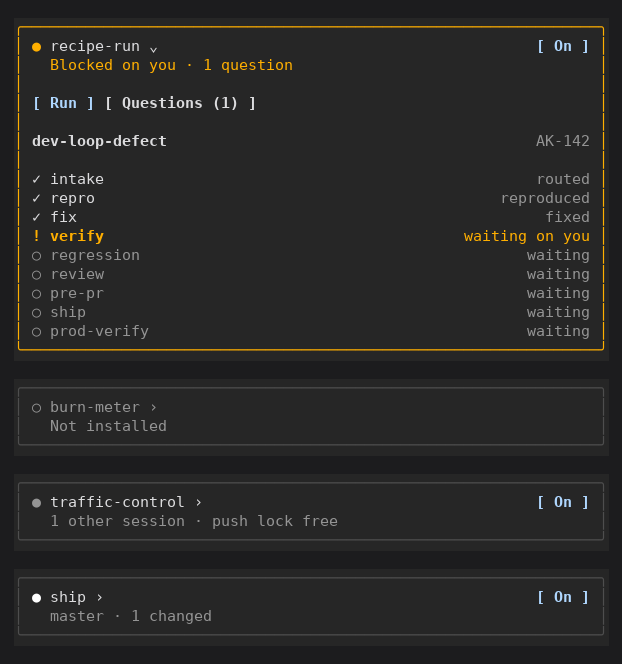 ● recipe-run ⌄ [ On ]
Blocked on you · 1 question
[ Run ] [ Questions (1) ]
dev-loop-defect AK-142
✓ intake routed
✓ repro reproduced
✓ fix fixed
! verify waiting on you
○ regression waiting
○ review waiting
○ pre-pr waiting
○ ship waiting
○ prod-verify waiting
○ burn-meter ›
Not installed
● traffic-control › [ On ]
1 other session · push lock free
● ship › [ On ]
master · 1 changed